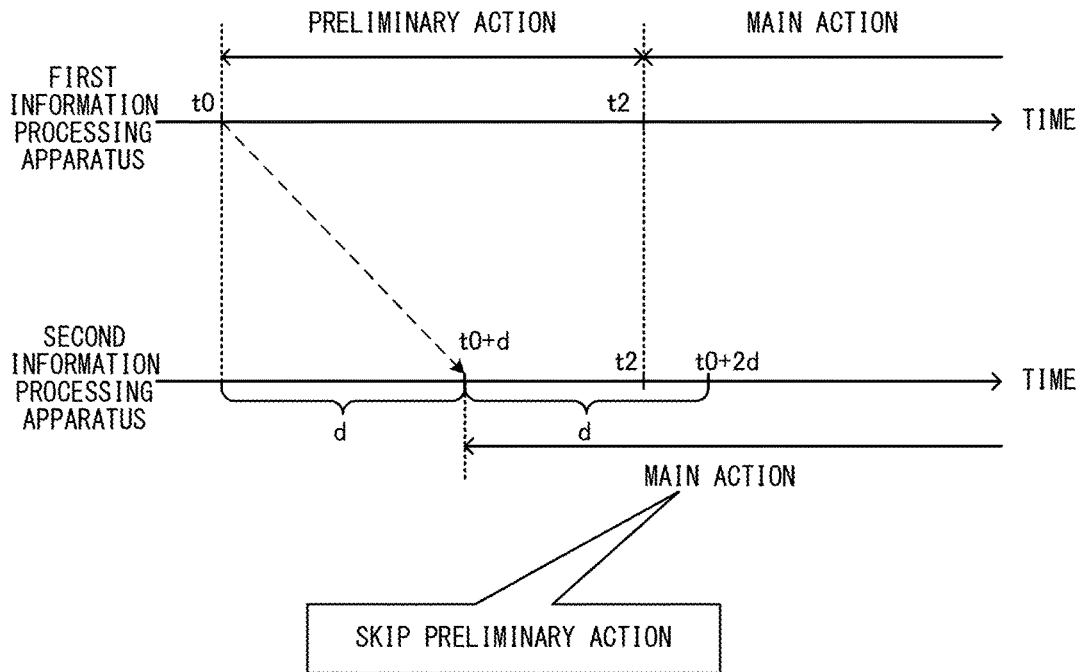 PRELIMINARY ACTION
MAIN ACTION
FIRST
INFORMATION
PROCESSING
APPARATUS
t0
t2
TIME
SECOND
INFORMATION
PROCESSING
APPARATUS
t0+d
t2
t0+2d
TIME
d
d
MAIN ACTION
SKIP PRELIMINARY ACTION